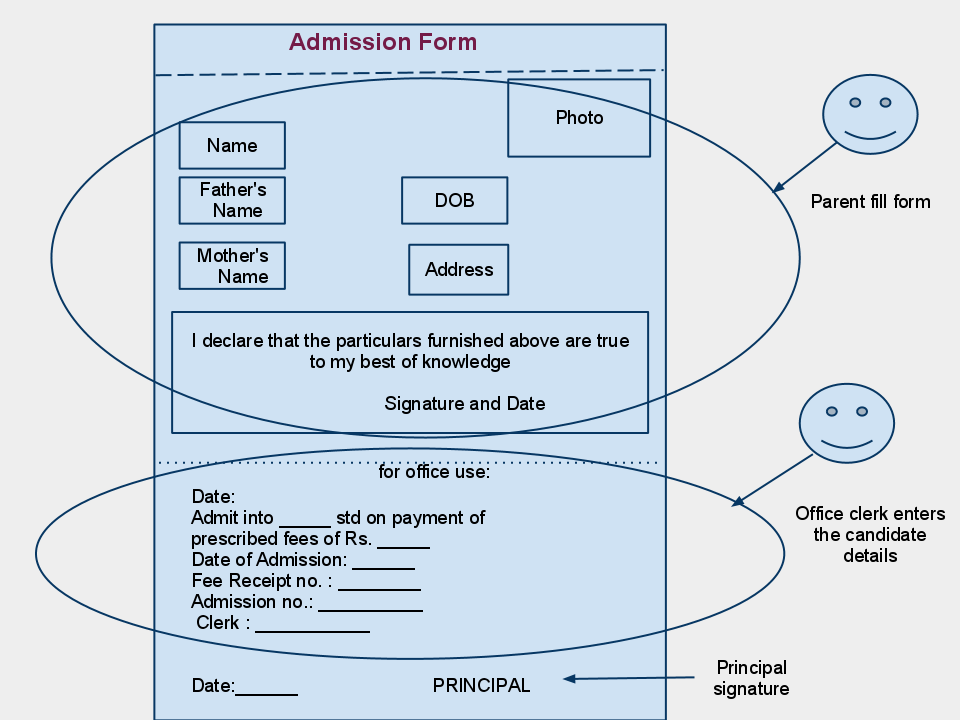 Admission Form
Photo
Name
Father's
Name
DOB
Mother's
Name
Address
I declare that the particulars furnished above are true
to my best of knowledge
Signature and Date
Parent fill form
for office use:
Date:
Admit into _____ std on payment of
prescribed fees of Rs. _____
Date of Admission: ______
Fee Receipt no. : ________
Admission no.: __________
Clerk : ___________
Office clerk enters
the candidate
details
Date:______
PRINCIPAL
Principal
signature